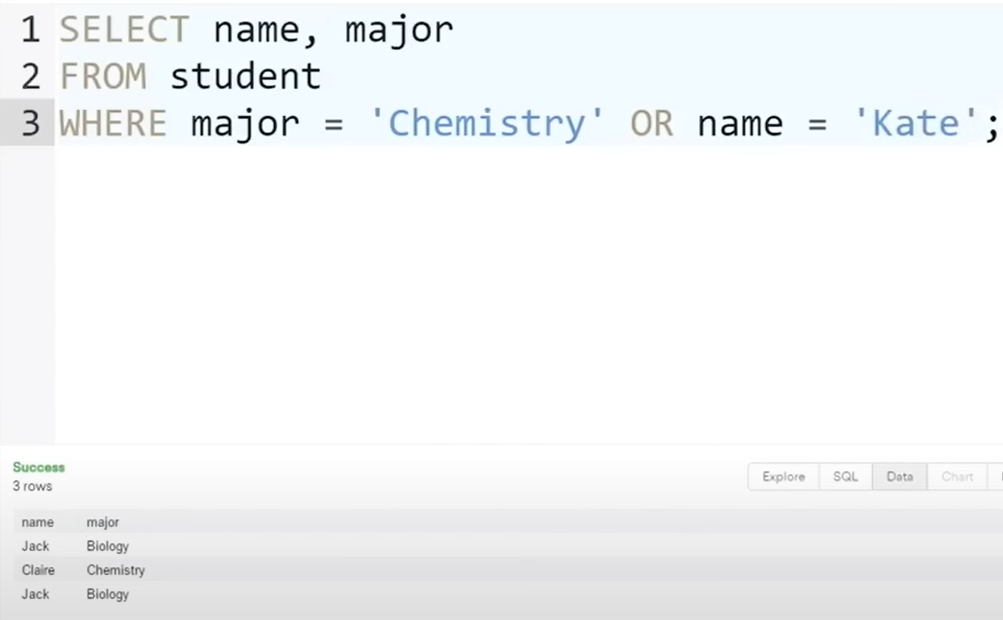 1 SELECT name, major
2 FROM student
3 WHERE major = 'Chemistry' OR name = 'Kate';
Success
3 rows
Explore SQL Data Chart
name major
Jack Biology
Claire Chemistry
Jack Biology